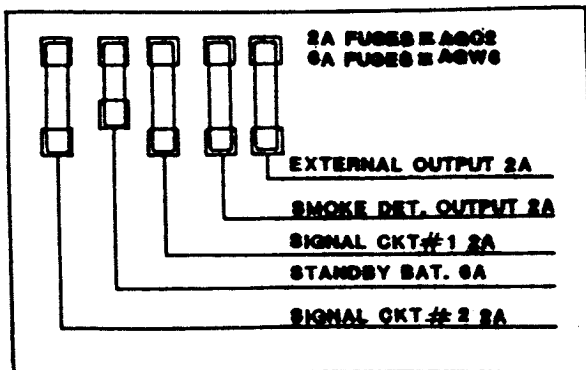 2A FUSES = AGC2
6A FUSES = AGW6
EXTERNAL OUTPUT 2A
SMOKE DET. OUTPUT 2A
SIGNAL CKT#1 2A
STANDBY BAT. 6A
SIGNAL CKT # 2 2A